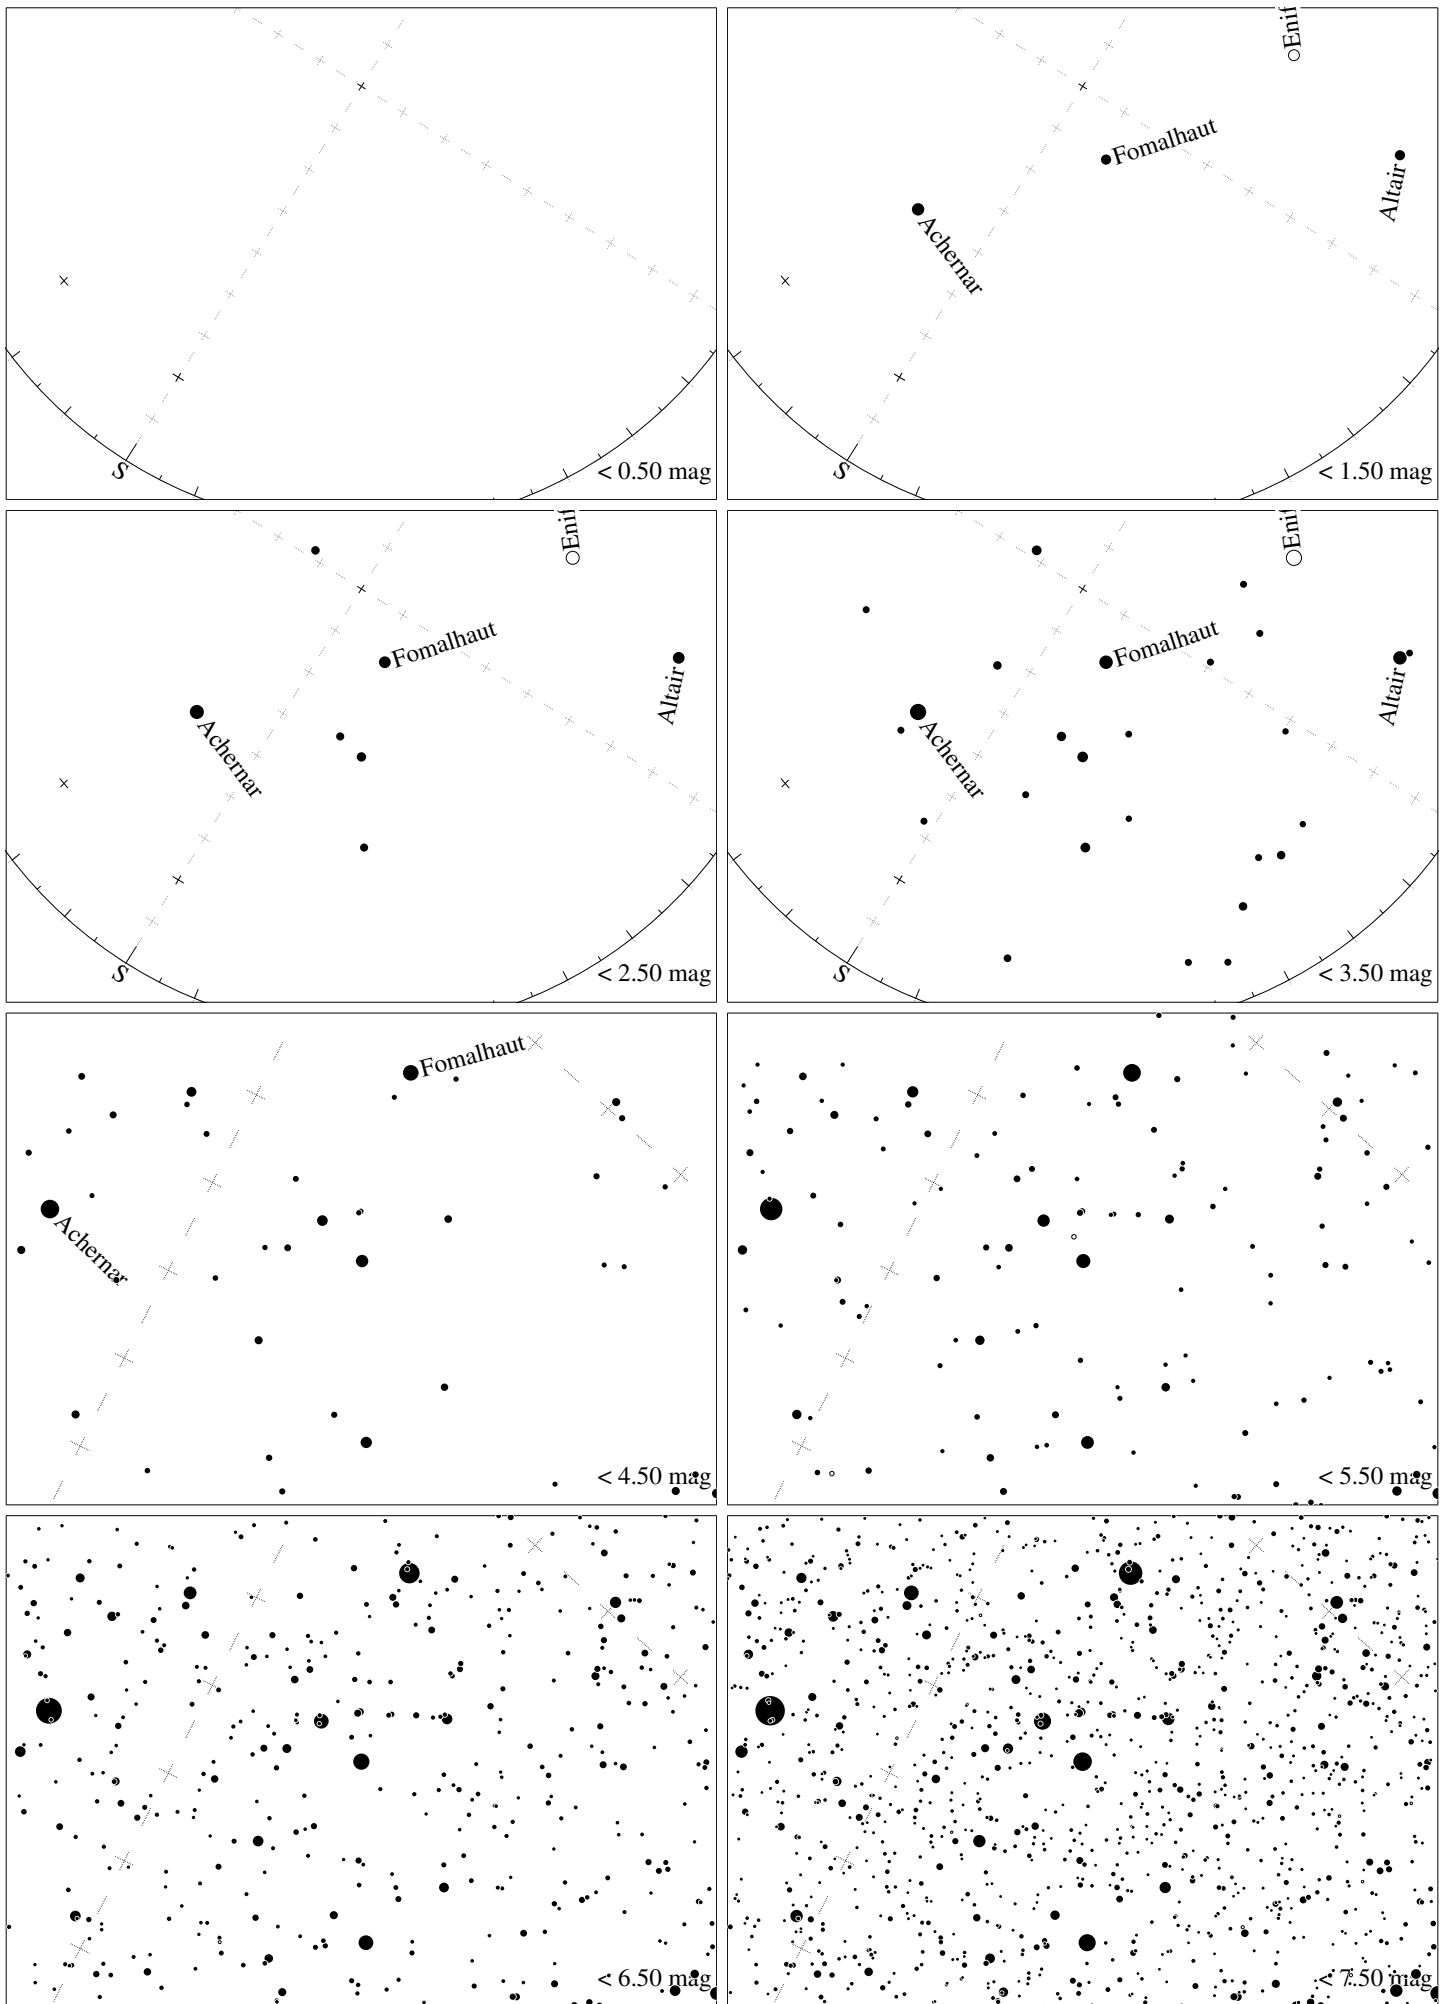 S
< 0.50 mag
Enif
Fomalhaut
Altair
Achernar
S
< 1.50 mag
Enif
Fomalhaut
Altair
Achernar
S
< 2.50 mag
Enif
Fomalhaut
Altair
Achernar
S
< 3.50 mag
Fomalhaut
Achernar
< 4.50 mag
< 5.50 mag
< 6.50 mag
< 7.50 mag